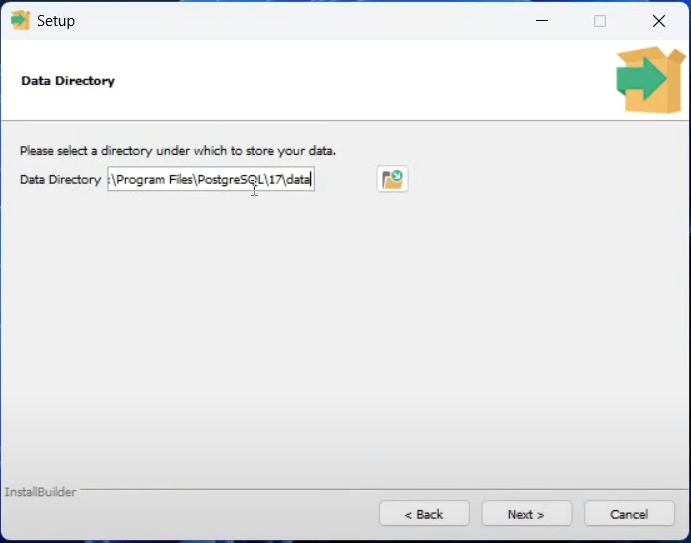 Setup
Data Directory
Please select a directory under which to store your data.
Data Directory :\Program Files\PostgreSQL\17\data
InstallBuilder
< Back Next > Cancel